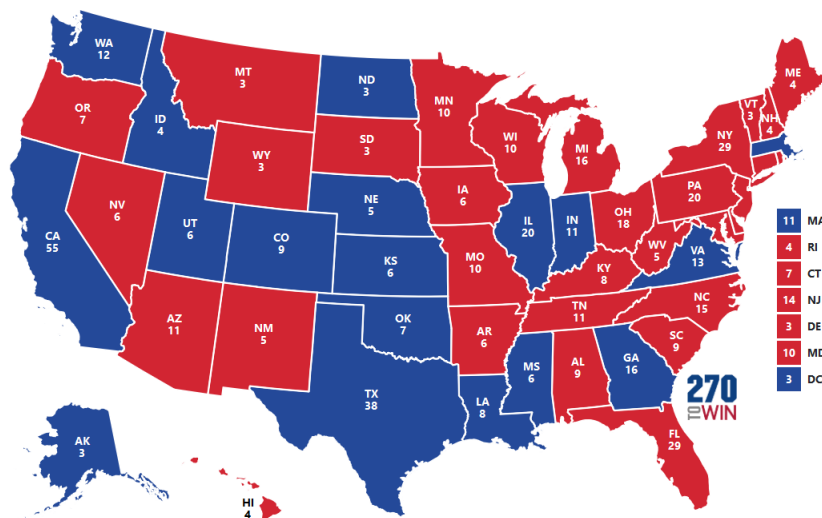 WA
12
OR
7
CA
55
ID
4
NV
6
MT
3
WY
3
UT
6
AZ
11
CO
9
NM
5
ND
3
SD
3
NE
5
KS
6
OK
7
TX
38
MN
10
IA
6
MO
10
AR
6
LA
8
WI
10
IL
20
MS
6
MI
16
IN
11
KY
8
TN
11
AL
9
OH
18
WV
5
GA
16
FL
29
SC
9
NC
15
VA
13
PA
20
NY
29
VT
3
NH
4
ME
4
AK
3
HI
4
11 MA
4 RI
7 CT
14 NJ
3 DE
10 MD
3 DC
270
TO WIN